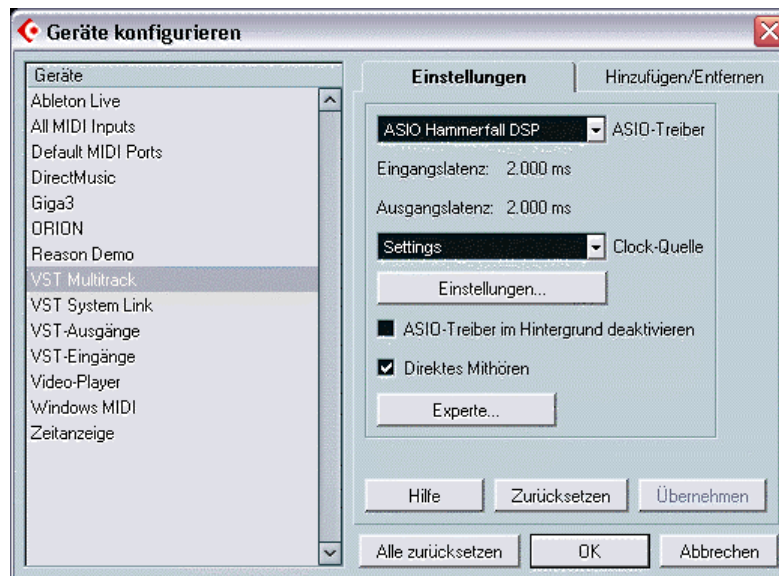 Geräte konfigurieren
Geräte
Ableton Live
All MIDI Inputs
Default MIDI Ports
DirectMusic
Giga3
ORION
Reason Demo
VST Multitrack
VST System Link
VST-Ausgänge
VST-Eingänge
Video-Player
Windows MIDI
Zeitanzeige
Einstellungen
Hinzufügen/Entfernen
ASIO Hammerfall DSP ASIO-Treiber
Eingangslatenz: 2.000 ms
Ausgangslatenz: 2.000 ms
Settings Clock-Quelle
Einstellungen...
ASIO-Treiber im Hintergrund deaktivieren
Direktes Mithören
Experte...
Hilfe Zurücksetzen Übernehmen
Alle zurücksetzen OK Abbrechen